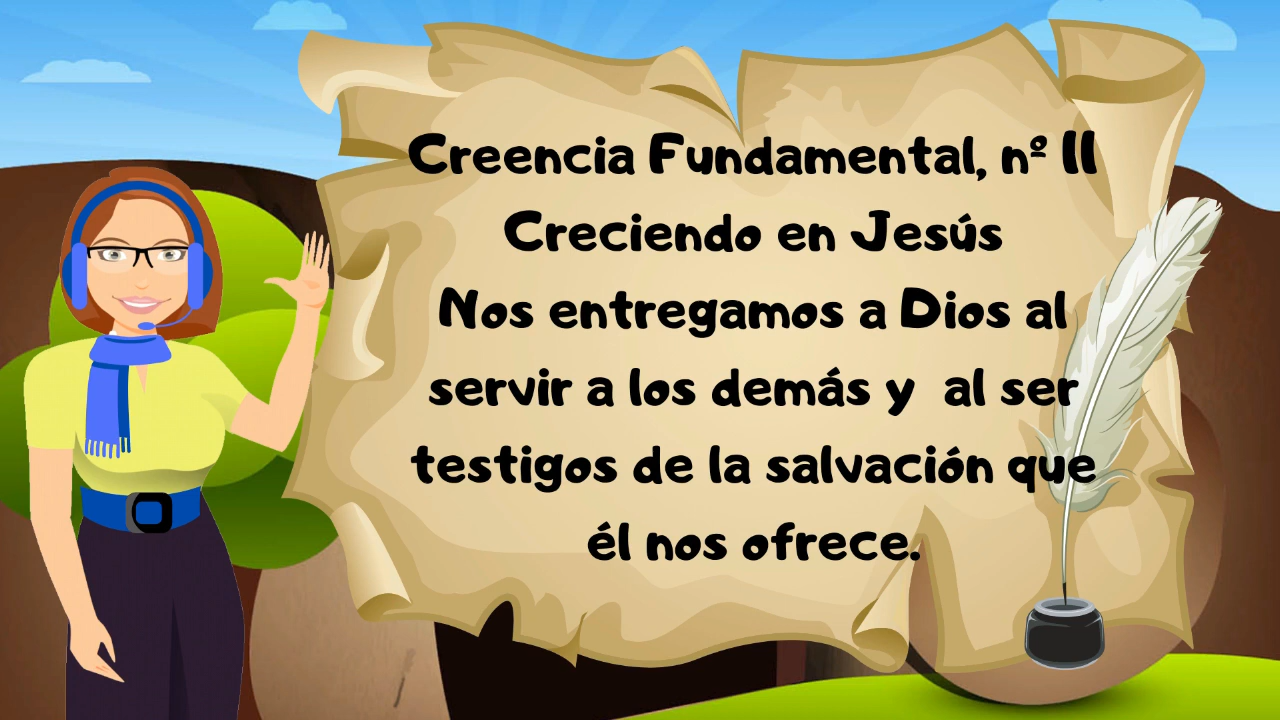 Creencia Fundamental, nº 11
Creciendo en Jesús
Nos entregamos a Dios al
servir a los demás y  al ser
testigos de la salvación que
él nos ofrece.